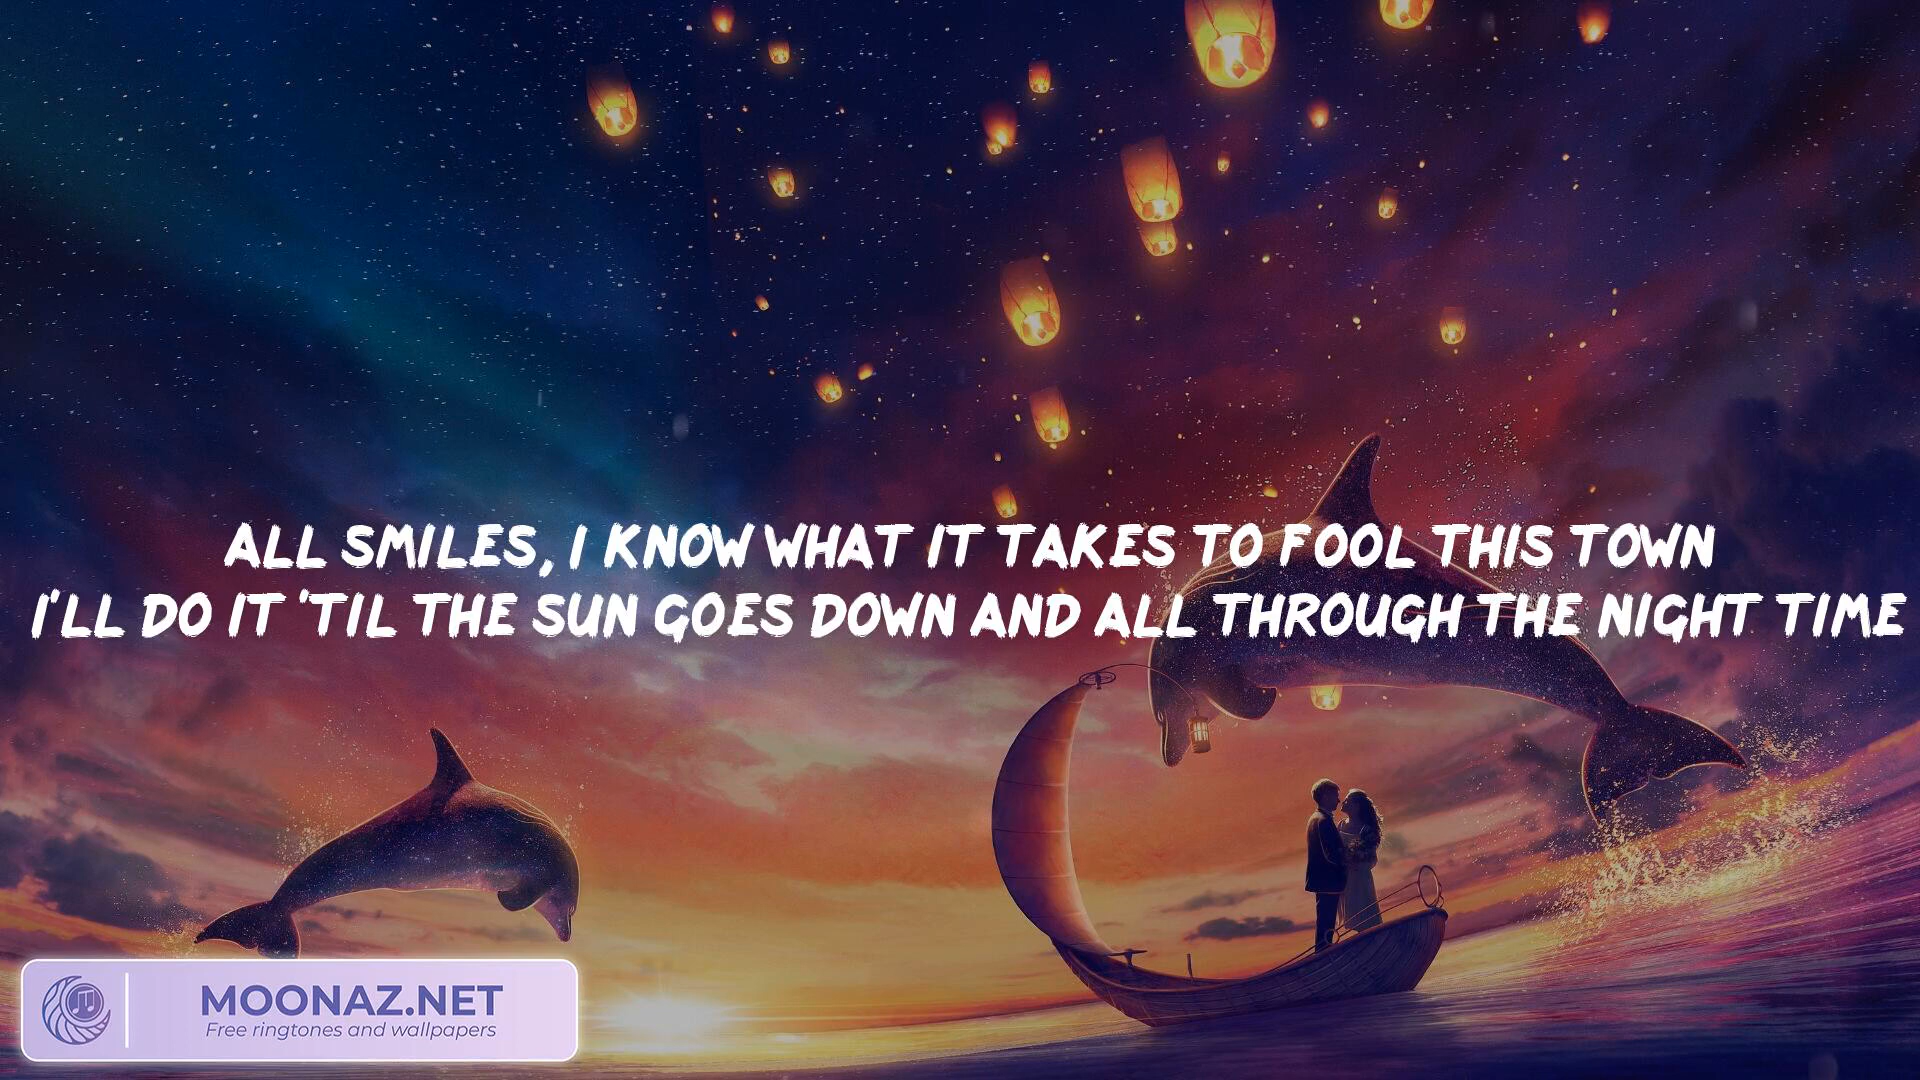 ALL SMILES, I KNOW WHAT IT TAKES TO FOOL THIS TOWN
I'LL DO IT 'TIL THE SUN GOES DOWN AND ALL THROUGH THE NIGHT TIME
MOONAZ.NET
Free ringtones and wallpapers